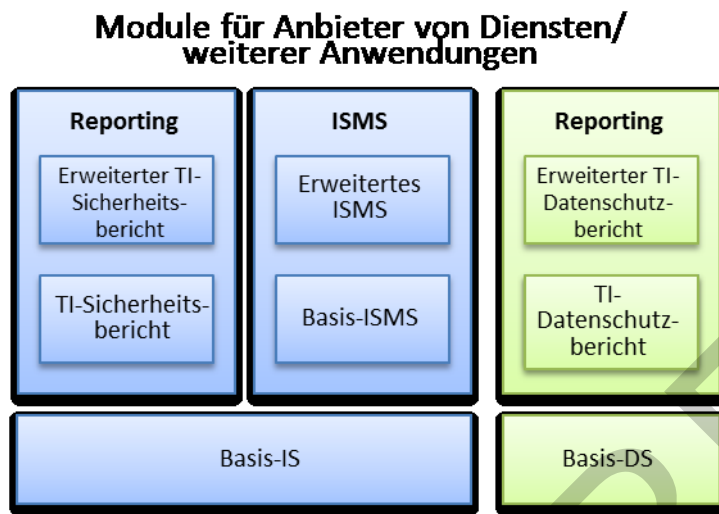 Module für Anbieter von Diensten/
weiterer Anwendungen
Reporting
Erweiterter TI-
Sicherheits-
bericht
TI-Sicherheits-
bericht
ISMS
Erweitertes
ISMS
Basis-ISMS
Reporting
Erweiterter TI-
Datenschutz-
bericht
TI-
Datenschutz-
bericht
Basis-IS
Basis-DS